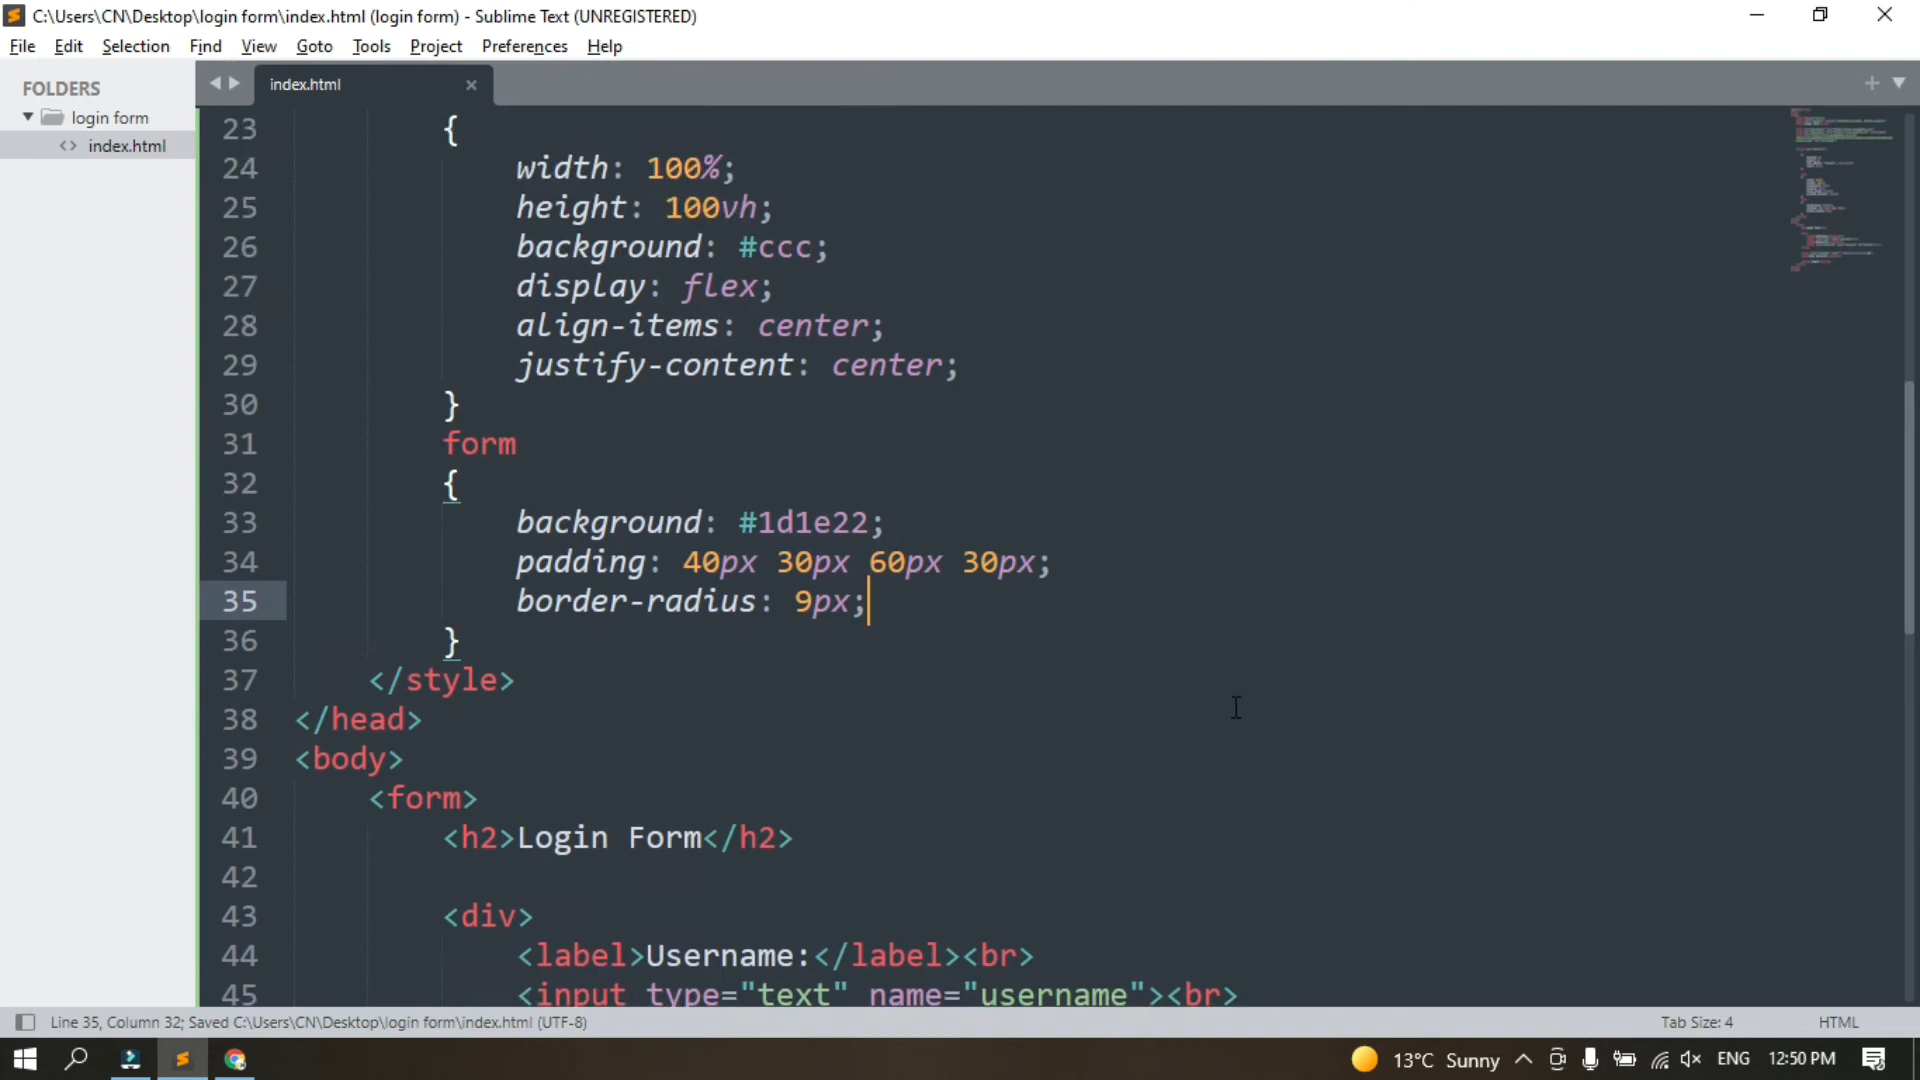 C:\Users\CN\Desktop\login form\index.html (login form) - Sublime Text (UNREGISTERED)
File Edit Selection Find View Goto Tools Project Preferences Help
FOLDERS
login form
<> index.html
index.html
23 {
24 width: 100%;
25 height: 100vh;
26 background: #ccc;
27 display: flex;
28 align-items: center;
29 justify-content: center;
30 }
31 form
32 {
33 background: #1d1e22;
34 padding: 40px 30px 60px 30px;
35 border-radius: 9px;
36 }
37 </style>
38 </head>
39 <body>
40 <form>
41 <h2>Login Form</h2>
42
43 <div>
44 <label>Username:</label><br>
45 <input type="text" name="username"><br>
Line 35, Column 32; Saved C:\Users\CN\Desktop\login form\index.html (UTF-8)
Tab Size: 4
HTML
13°C Sunny
ENG
12:50 PM